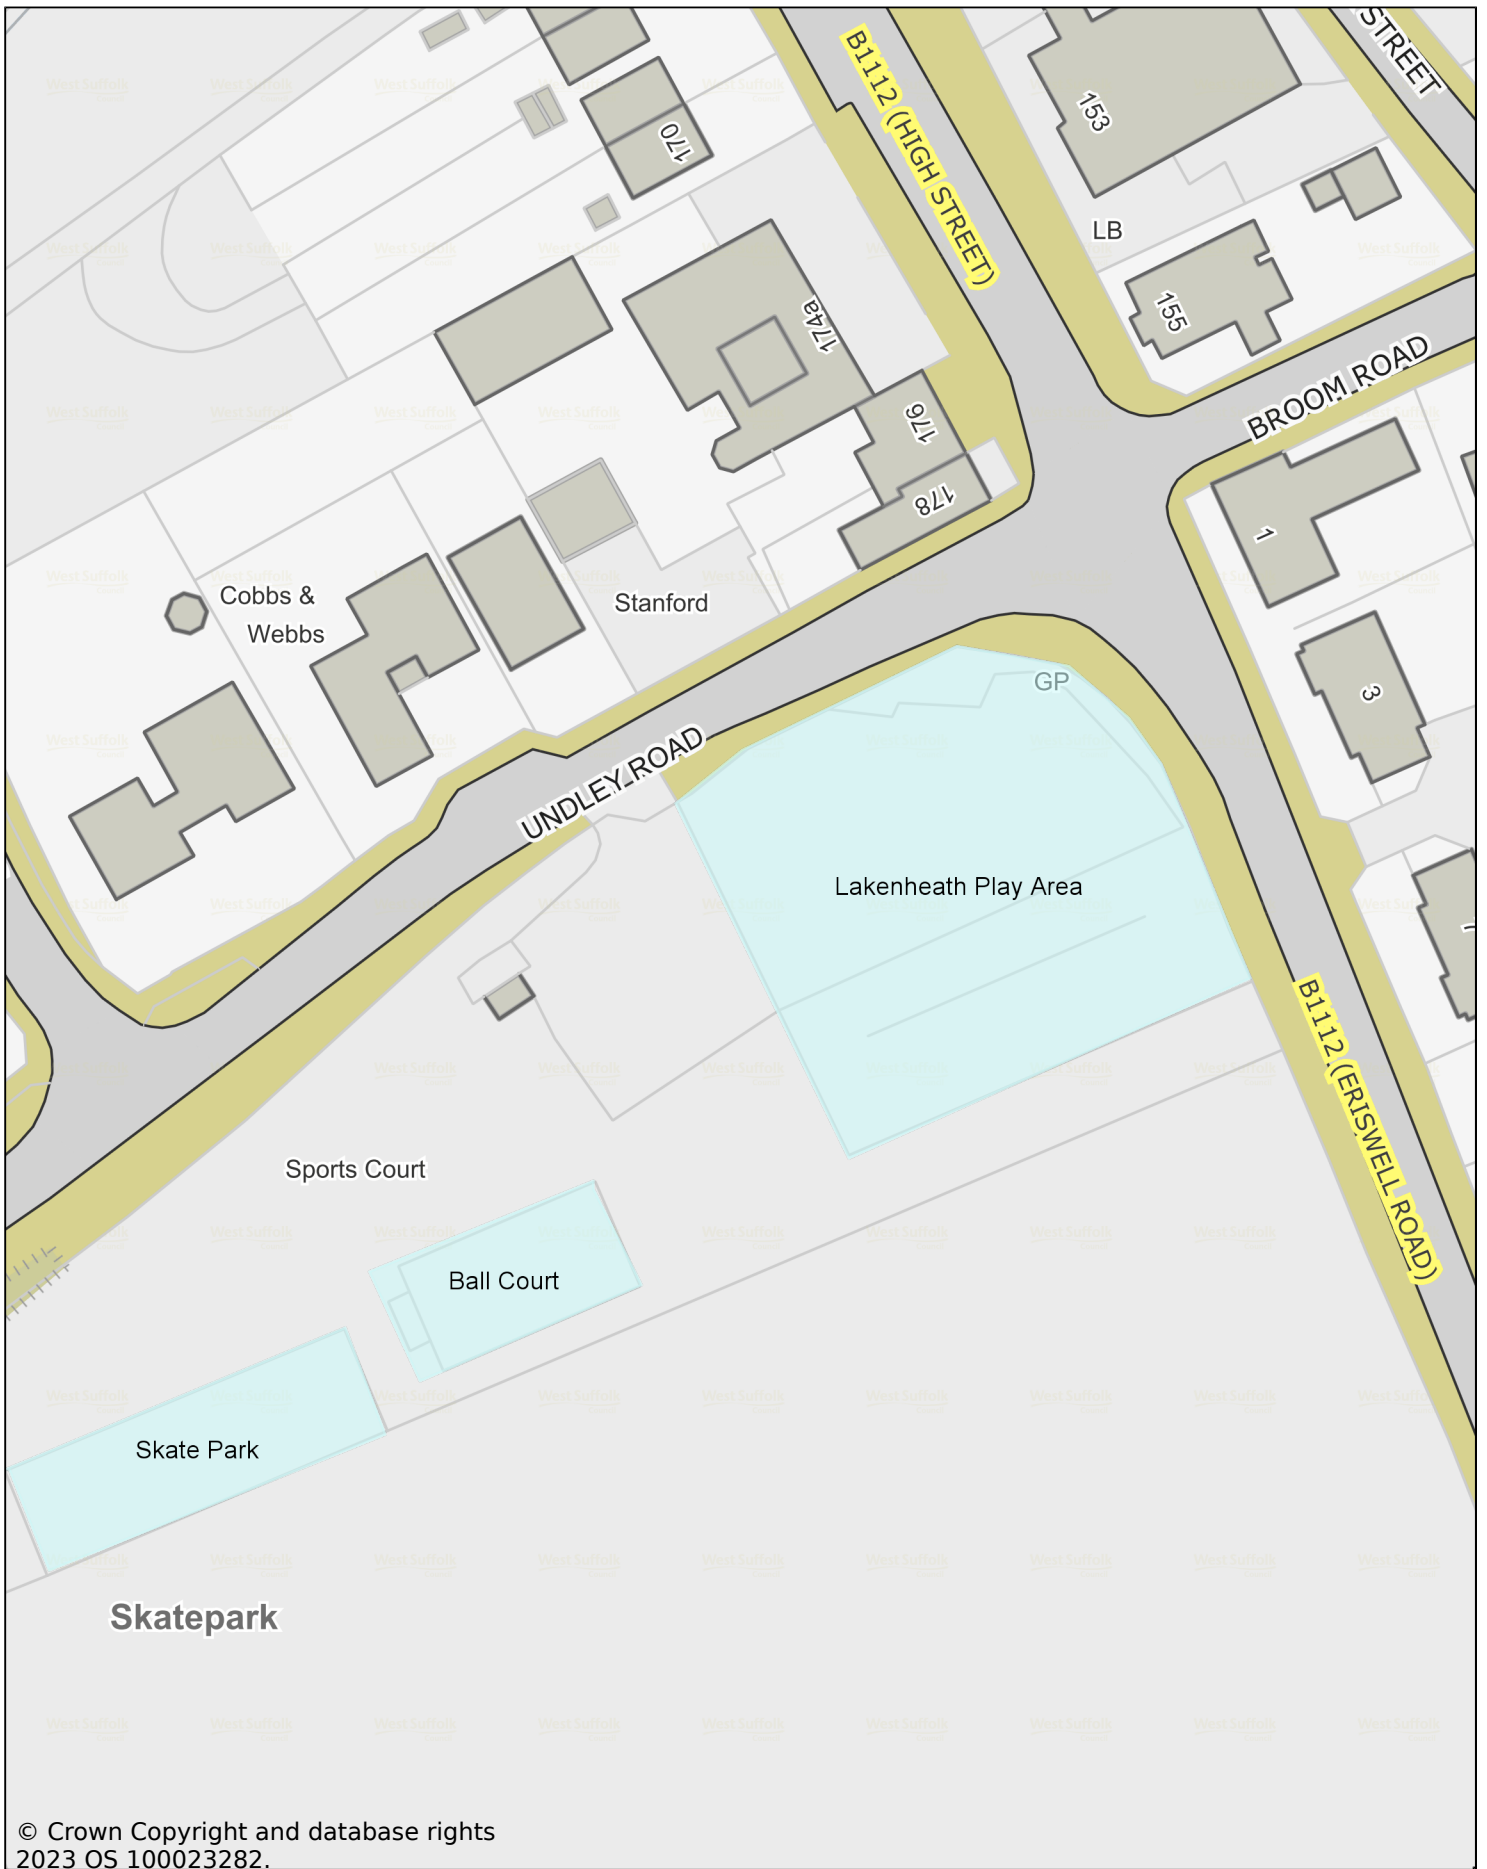 STREET
B1112 (HIGH STREET)
153
170
LB
155
174a
BROOM ROAD
176
178
1
Cobbs &
Webbs
Stanford
GP
3
UNDLEY ROAD
Lakenheath Play Area
B1112 (ERISWELL ROAD)
Sports Court
Ball Court
Skate Park
Skatepark
© Crown Copyright and database rights
2023 OS 100023282.
West Suffolk